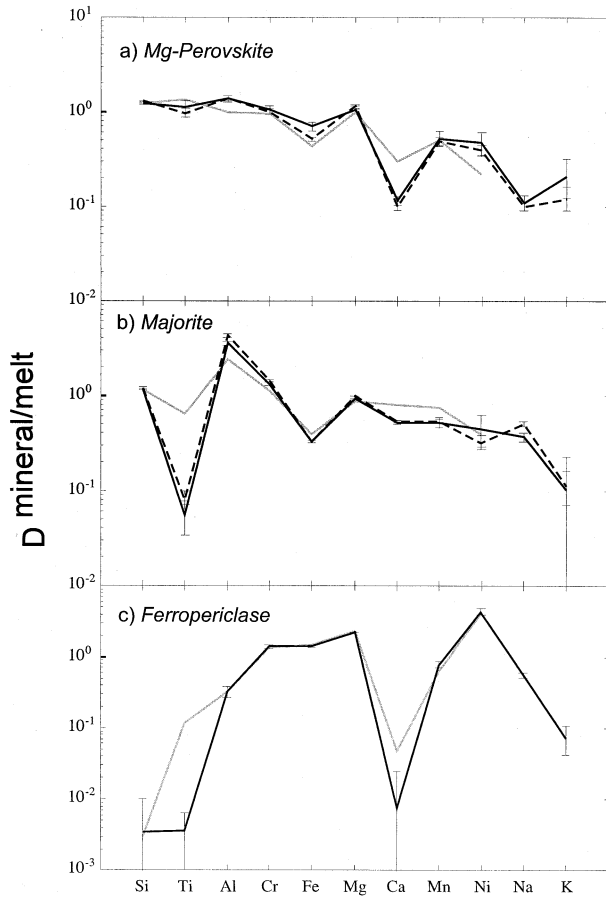 10¹
a) Mg-Perovskite
10⁰
10⁻¹
10⁻²
b) Majorite
10⁰
10⁻¹
10⁻²
D mineral/melt
c) Ferropericlase
10⁰
10⁻¹
10⁻²
10⁻³
Si Ti Al Cr Fe Mg Ca Mn Ni Na K